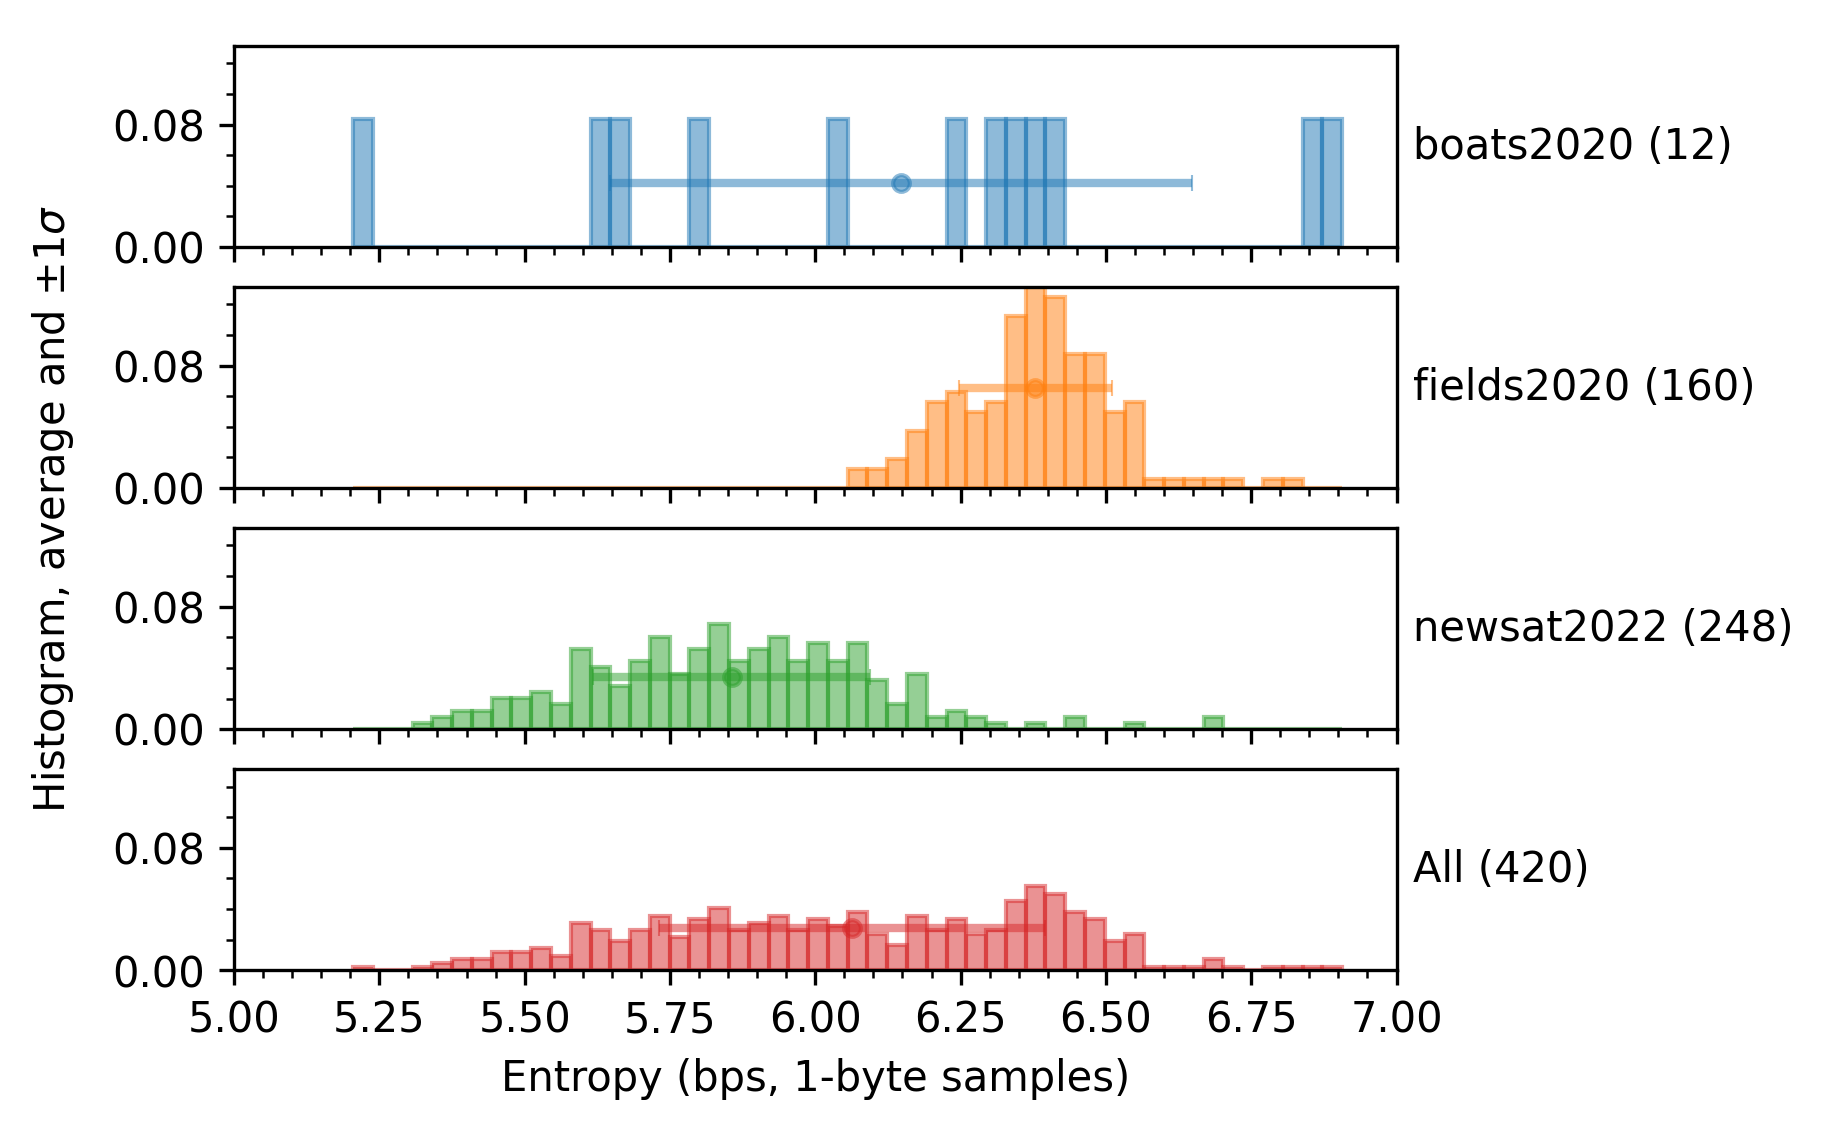 Histogram, average and ±1σ
0.08
0.00
boats2020 (12)
0.08
0.00
fields2020 (160)
0.08
0.00
newsat2022 (248)
0.08
0.00
All (420)
5.00 5.25 5.50 5.75 6.00 6.25 6.50 6.75 7.00
Entropy (bps, 1-byte samples)